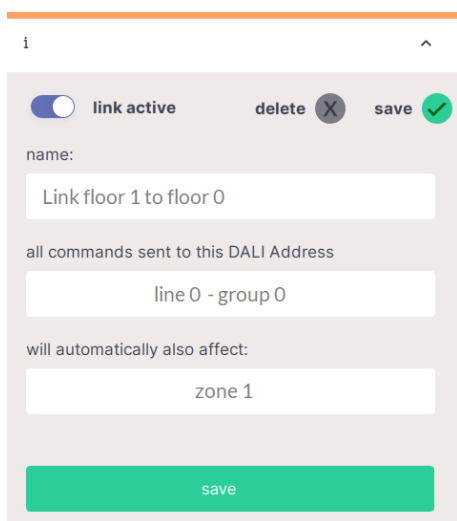 i
link active delete X save
name:
Link floor 1 to floor 0
all commands sent to this DALI Address
line 0 - group 0
will automatically also affect:
zone 1
save